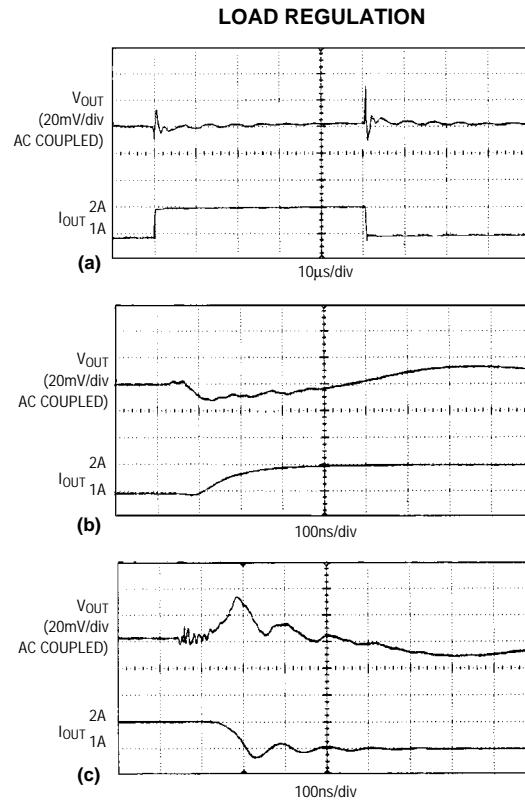 LOAD REGULATION
VOUT
(20mV/div
AC COUPLED)
2A
IOUT 1A
(a)
10µs/div
VOUT
(20mV/div
AC COUPLED)
2A
IOUT 1A
(b)
100ns/div
VOUT
(20mV/div
AC COUPLED)
2A
IOUT 1A
(c)
100ns/div